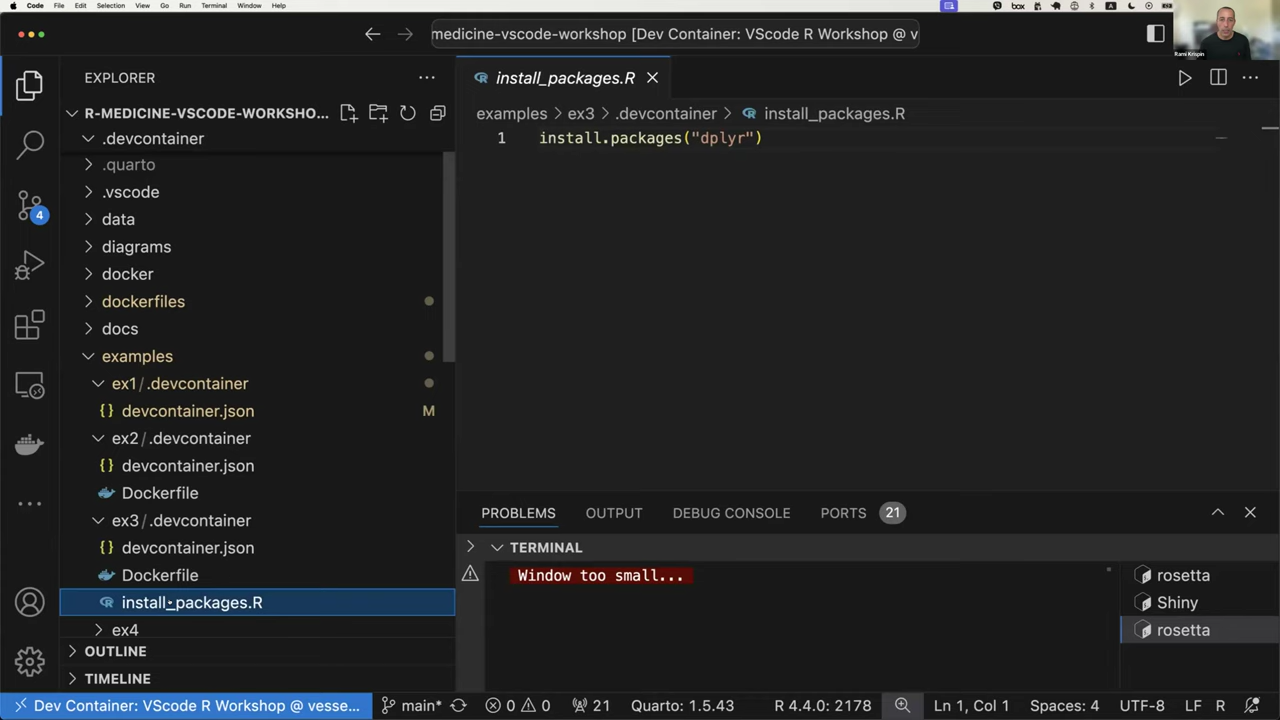 Code File Edit Selection View Go Run Terminal Window Help
box
A
Rami Krispin
medicine-vscode-workshop [Dev Container: VScode R Workshop @ v
EXPLORER
R-MEDICINE-VSCODE-WORKSHO...
.devcontainer
.quarto
.vscode
data
diagrams
docker
dockerfiles
docs
examples
ex1/ .devcontainer
devcontainer.json M
ex2/ .devcontainer
devcontainer.json
Dockerfile
ex3/ .devcontainer
devcontainer.json
Dockerfile
install_packages.R
ex4
OUTLINE
TIMELINE
4
install_packages.R
examples > ex3 > .devcontainer > install_packages.R
1 install.packages("dplyr")
PROBLEMS OUTPUT DEBUG CONSOLE PORTS 21
TERMINAL
Window too small...
rosetta
Shiny
rosetta
Dev Container: VScode R Workshop @ vesse... main* 0 0 21 Quarto: 1.5.43 R 4.4.0: 2178 Ln 1, Col 1 Spaces: 4 UTF-8 LF R